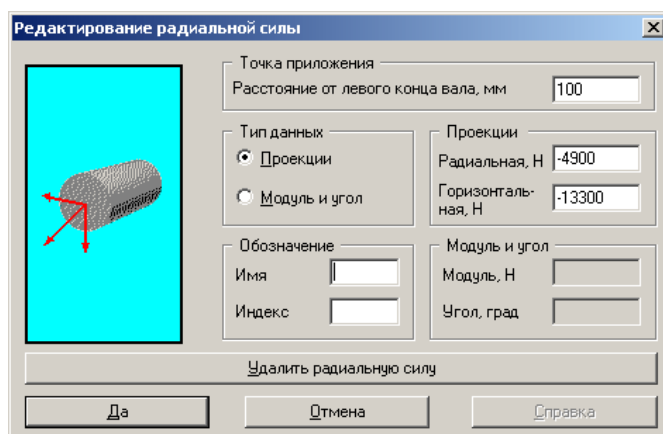 Редактирование радиальной силы
Точка приложения
Расстояние от левого конца вала, мм 100
Тип данных
Проекции
Модуль и угол
Проекции
Радиальная, Н -4900
Горизонталь-
ная, Н -13300
Обозначение
Имя
Индекс
Модуль и угол
Модуль, Н
Угол, град
Удалить радиальную силу
Да Отмена Справка